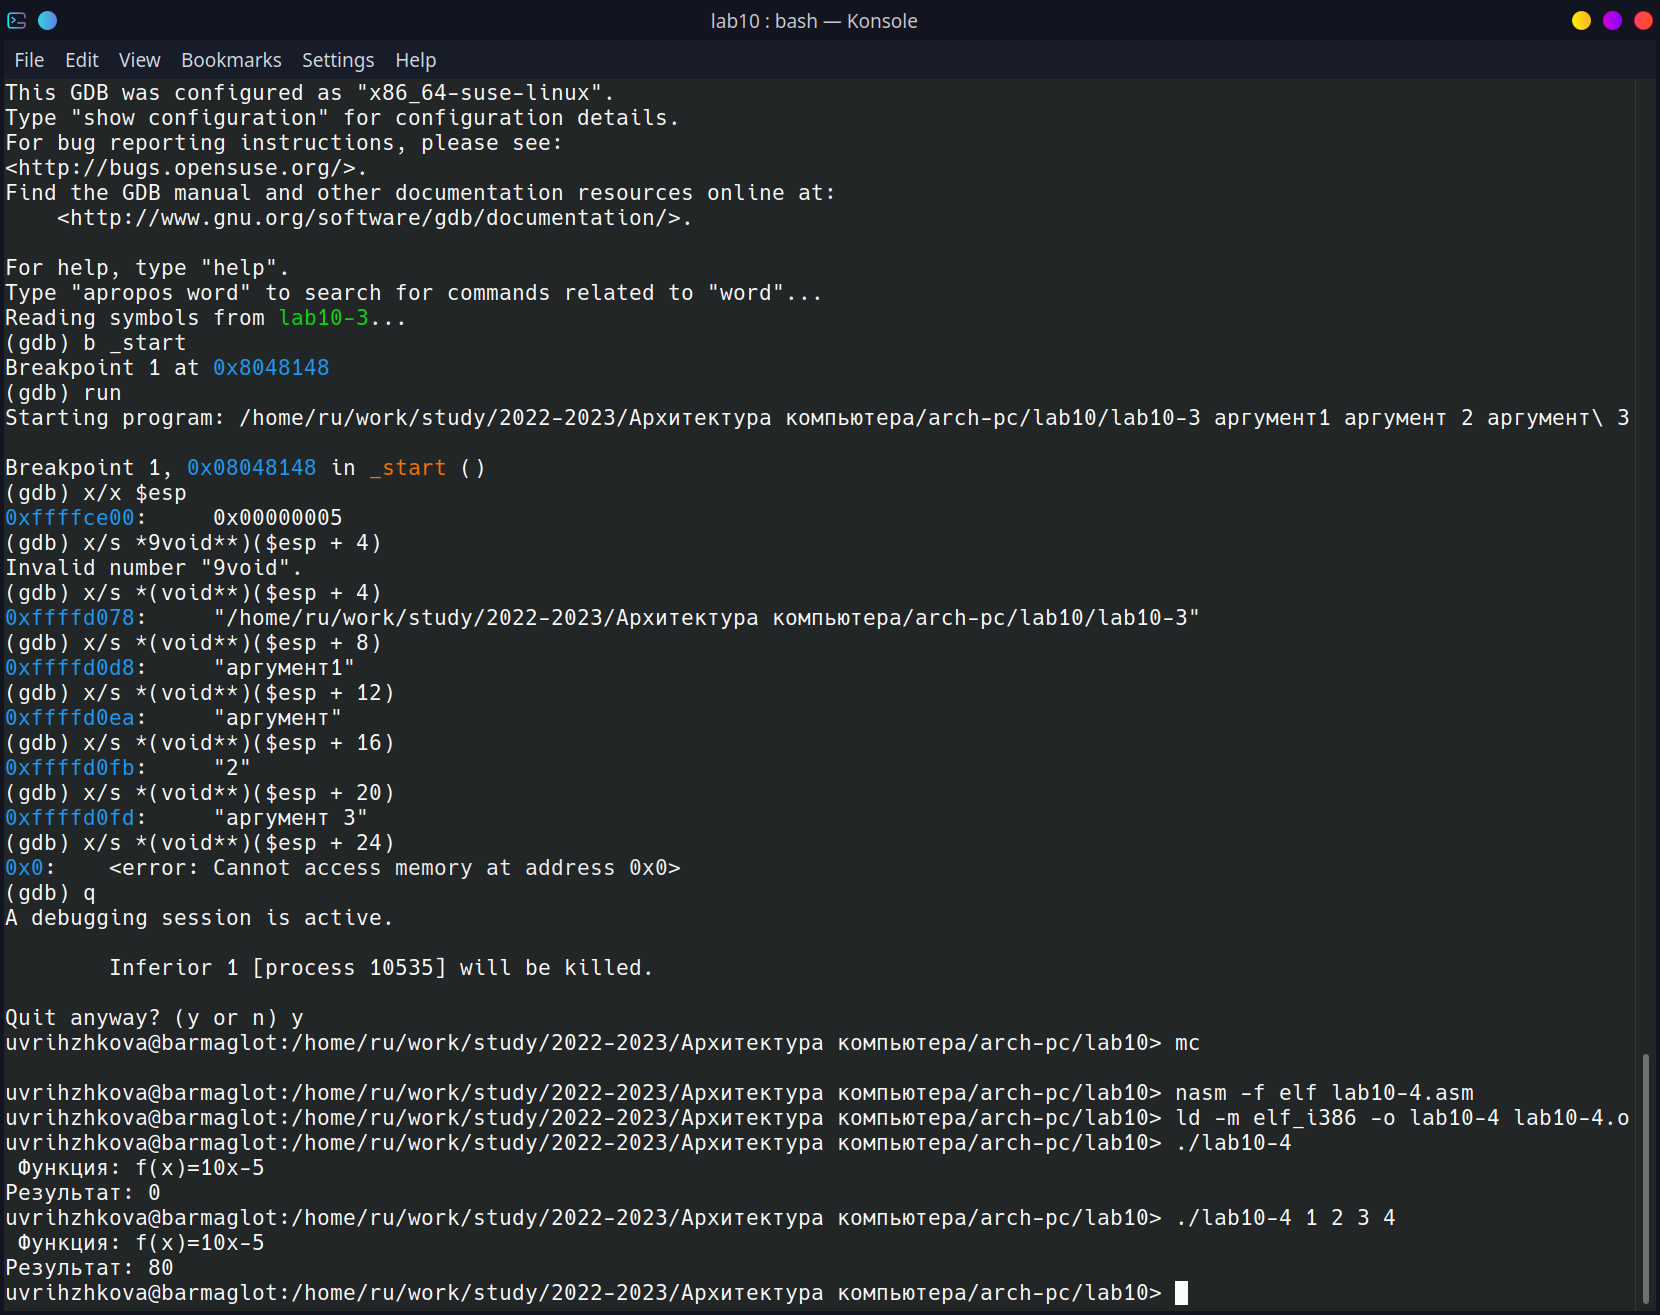 lab10 : bash — Konsole
File Edit View Bookmarks Settings Help
This GDB was configured as "x86_64-suse-linux".
Type "show configuration" for configuration details.
For bug reporting instructions, please see:
<http://bugs.opensuse.org/>.
Find the GDB manual and other documentation resources online at:
    <http://www.gnu.org/software/gdb/documentation/>.
For help, type "help".
Type "apropos word" to search for commands related to "word"...
Reading symbols from lab10-3...
(gdb) b _start
Breakpoint 1 at 0x8048148
(gdb) run
Starting program: /home/ru/work/study/2022-2023/Архитектура компьютера/arch-pc/lab10/lab10-3 аргумент1 аргумент 2 аргумент\ 3
Breakpoint 1, 0x08048148 in _start ()
(gdb) x/x $esp
0xffffce00:     0x00000005
(gdb) x/s *9void**)($esp + 4)
Invalid number "9void".
(gdb) x/s *(void**)($esp + 4)
0xffffd078:     "/home/ru/work/study/2022-2023/Архитектура компьютера/arch-pc/lab10/lab10-3"
(gdb) x/s *(void**)($esp + 8)
0xffffd0d8:     "аргумент1"
(gdb) x/s *(void**)($esp + 12)
0xffffd0ea:     "аргумент"
(gdb) x/s *(void**)($esp + 16)
0xffffd0fb:     "2"
(gdb) x/s *(void**)($esp + 20)
0xffffd0fd:     "аргумент 3"
(gdb) x/s *(void**)($esp + 24)
0x0:    <error: Cannot access memory at address 0x0>
(gdb) q
A debugging session is active.
        Inferior 1 [process 10535] will be killed.
Quit anyway? (y or n) y
uvrihzhkova@barmaglot:/home/ru/work/study/2022-2023/Архитектура компьютера/arch-pc/lab10> mc
uvrihzhkova@barmaglot:/home/ru/work/study/2022-2023/Архитектура компьютера/arch-pc/lab10> nasm -f elf lab10-4.asm
uvrihzhkova@barmaglot:/home/ru/work/study/2022-2023/Архитектура компьютера/arch-pc/lab10> ld -m elf_i386 -o lab10-4 lab10-4.o
uvrihzhkova@barmaglot:/home/ru/work/study/2022-2023/Архитектура компьютера/arch-pc/lab10> ./lab10-4
 Функция: f(x)=10x-5
Результат: 0
uvrihzhkova@barmaglot:/home/ru/work/study/2022-2023/Архитектура компьютера/arch-pc/lab10> ./lab10-4 1 2 3 4
 Функция: f(x)=10x-5
Результат: 80
uvrihzhkova@barmaglot:/home/ru/work/study/2022-2023/Архитектура компьютера/arch-pc/lab10>